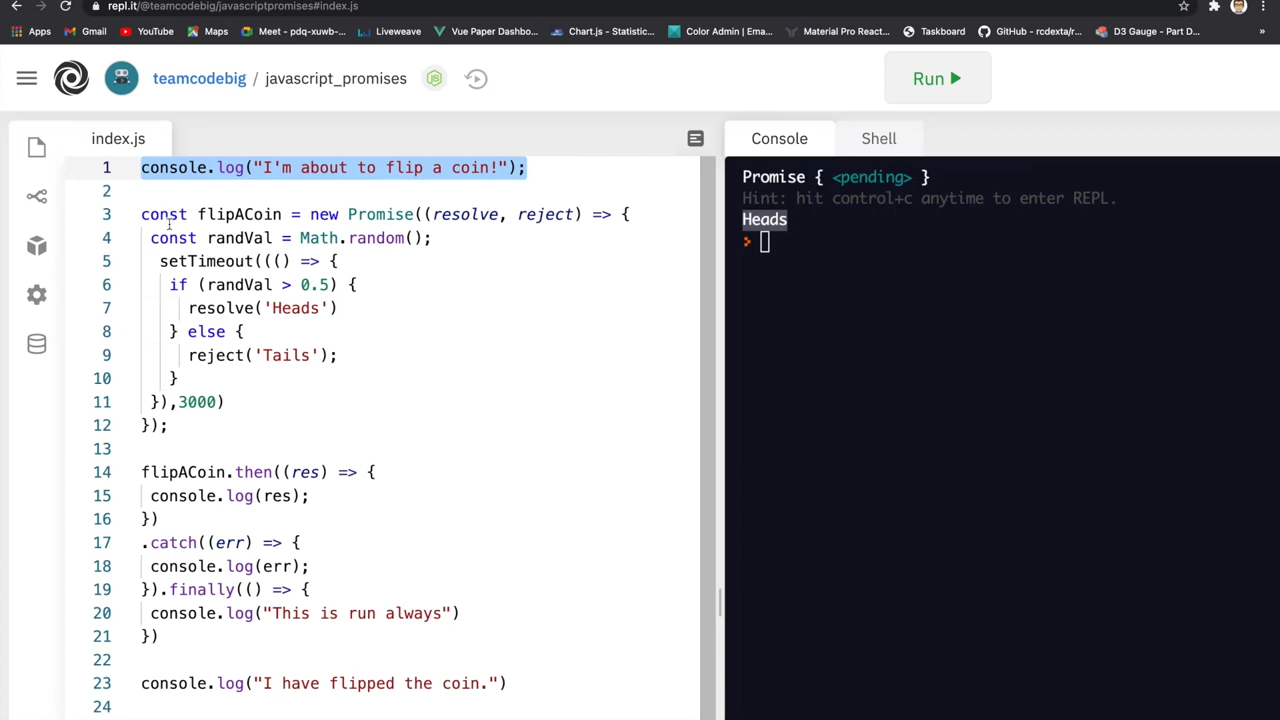 repl.it/@teamcodebig/javascriptpromises#index.js
Apps Gmail YouTube Maps Meet - pdq-xuwb-... Liveweave Vue Paper Dashbo... Chart.js - Statistic... Color Admin | Ema... Material Pro React... Taskboard GitHub - rcdexta/r... D3 Gauge - Part D... »
teamcodebig / javascript_promises
Run
index.js
1 console.log("I'm about to flip a coin!");
2
3 const flipACoin = new Promise((resolve, reject) => {
4 const randVal = Math.random();
5 setTimeout((() => {
6 if (randVal > 0.5) {
7 resolve('Heads')
8 } else {
9 reject('Tails');
10 }
11 }),3000)
12 });
13
14 flipACoin.then((res) => {
15 console.log(res);
16 })
17 .catch((err) => {
18 console.log(err);
19 }).finally(() => {
20 console.log("This is run always")
21 })
22
23 console.log("I have flipped the coin.")
24
Console Shell
Promise { <pending> }
Hint: hit control+c anytime to enter REPL.
Heads